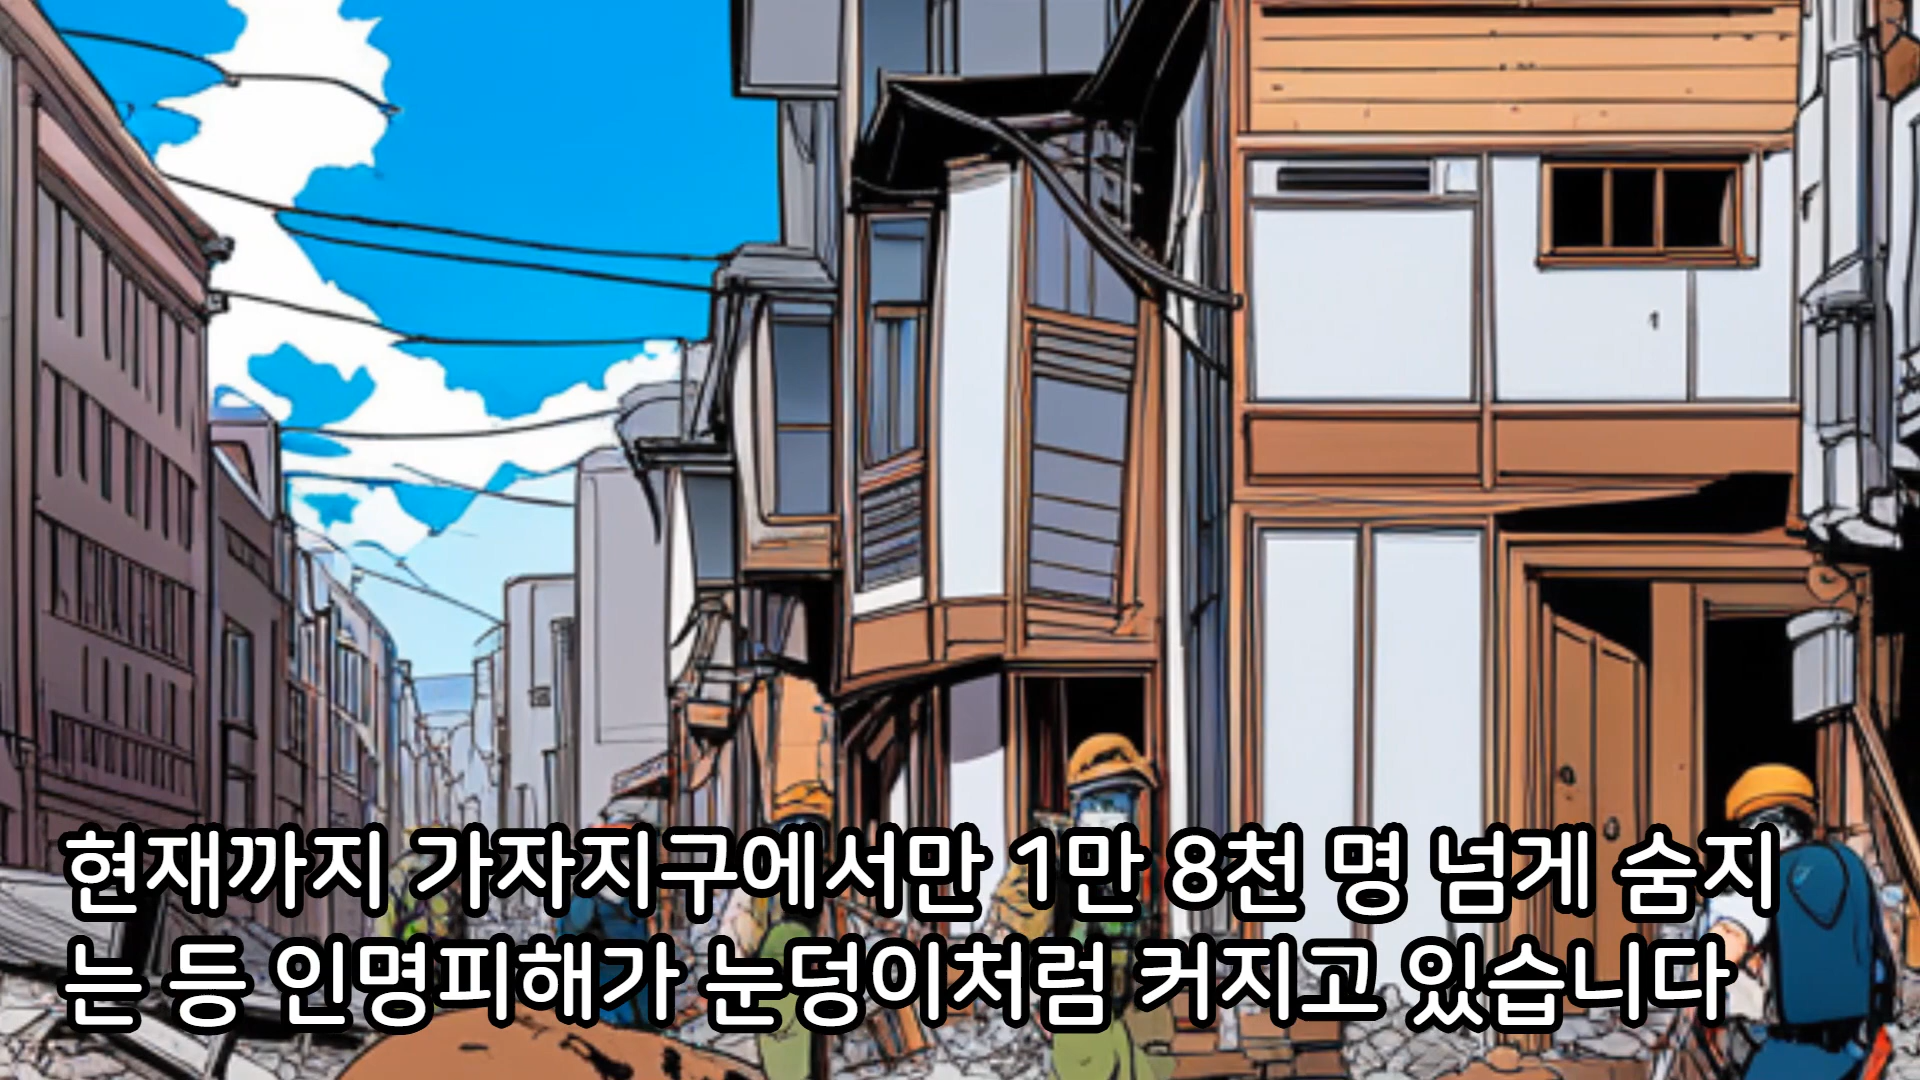 현재까지 가자지구에서만 1만 8천 명 넘게 숨지
는 등 인명피해가 눈덩이처럼 커지고 있습니다